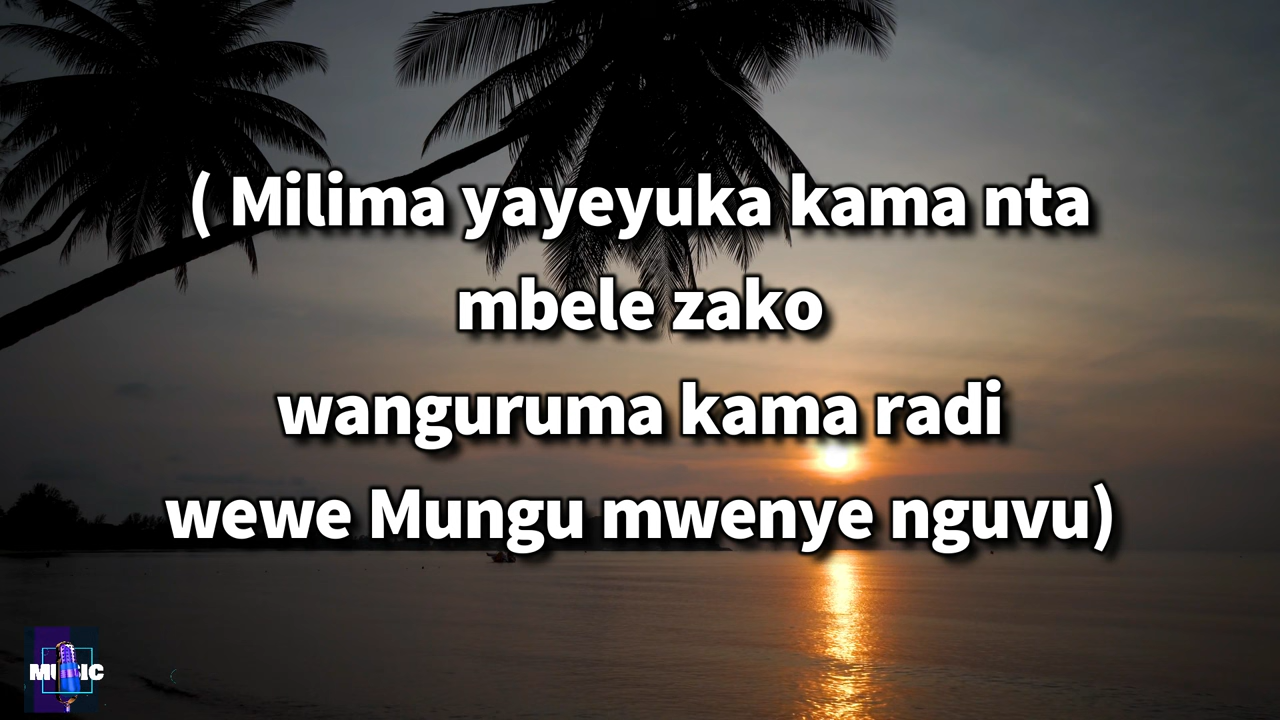 ( Milima yayeyuka kama nta
mbele zako
wanguruma kama radi
wewe Mungu mwenye nguvu)
MUSIC